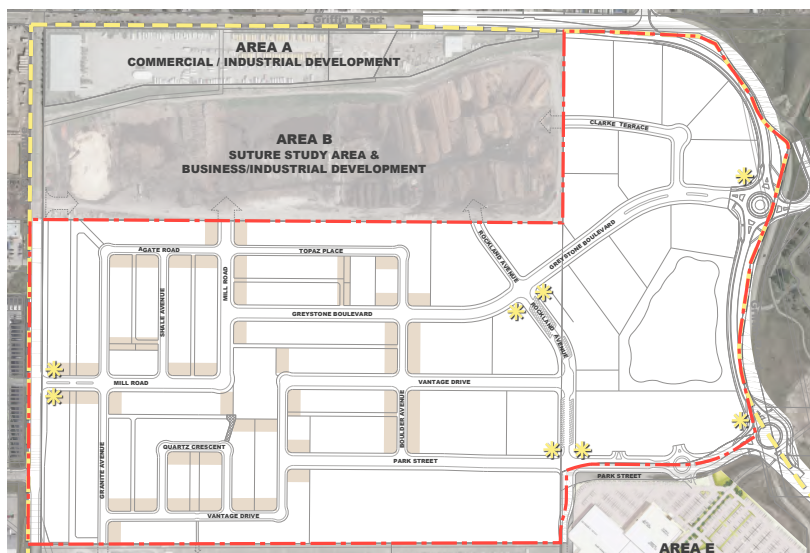 Griffin Road
AREA A
COMMERCIAL / INDUSTRIAL DEVELOPMENT
AREA B
SUTURE STUDY AREA &
BUSINESS/INDUSTRIAL DEVELOPMENT
CLARKE TERRACE
AGATE ROAD
TOPAZ PLACE
ROCKLAND AVENUE
GREYSTONE BOULEVARD
MILL ROAD
SHALE AVENUE
GREYSTONE BOULEVARD
ROCKLAND AVENUE
MILL ROAD
VANTAGE DRIVE
BOULDER AVENUE
QUARTZ CRESCENT
GRANITE AVENUE
PARK STREET
PARK STREET
VANTAGE DRIVE
AREA E